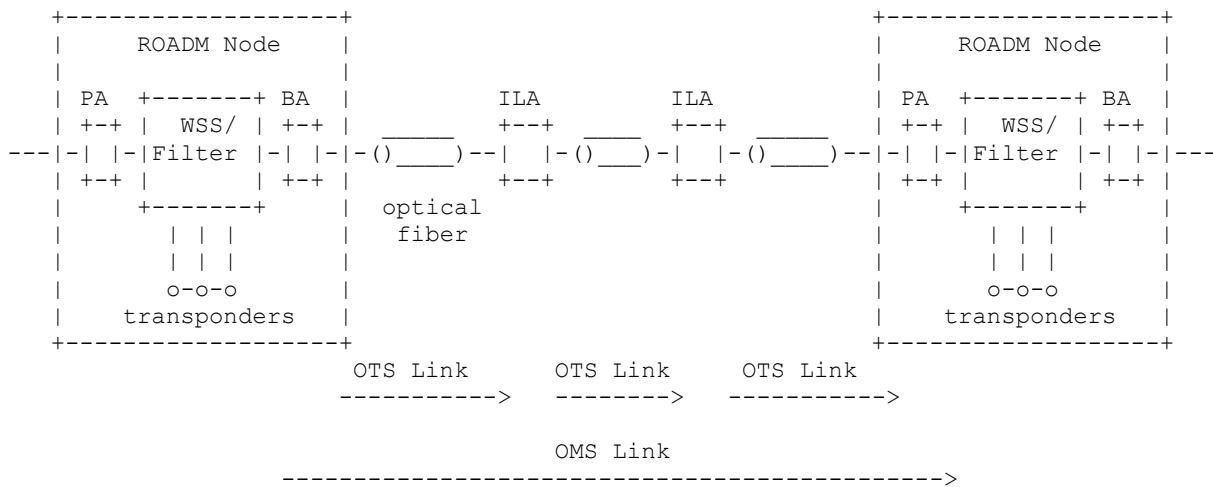 ROADM Node ROADM Node
PA BA ILA ILA PA BA
WSS/ WSS/
Filter Filter
optical
fiber
transponders transponders
OTS Link OTS Link OTS Link
OMS Link